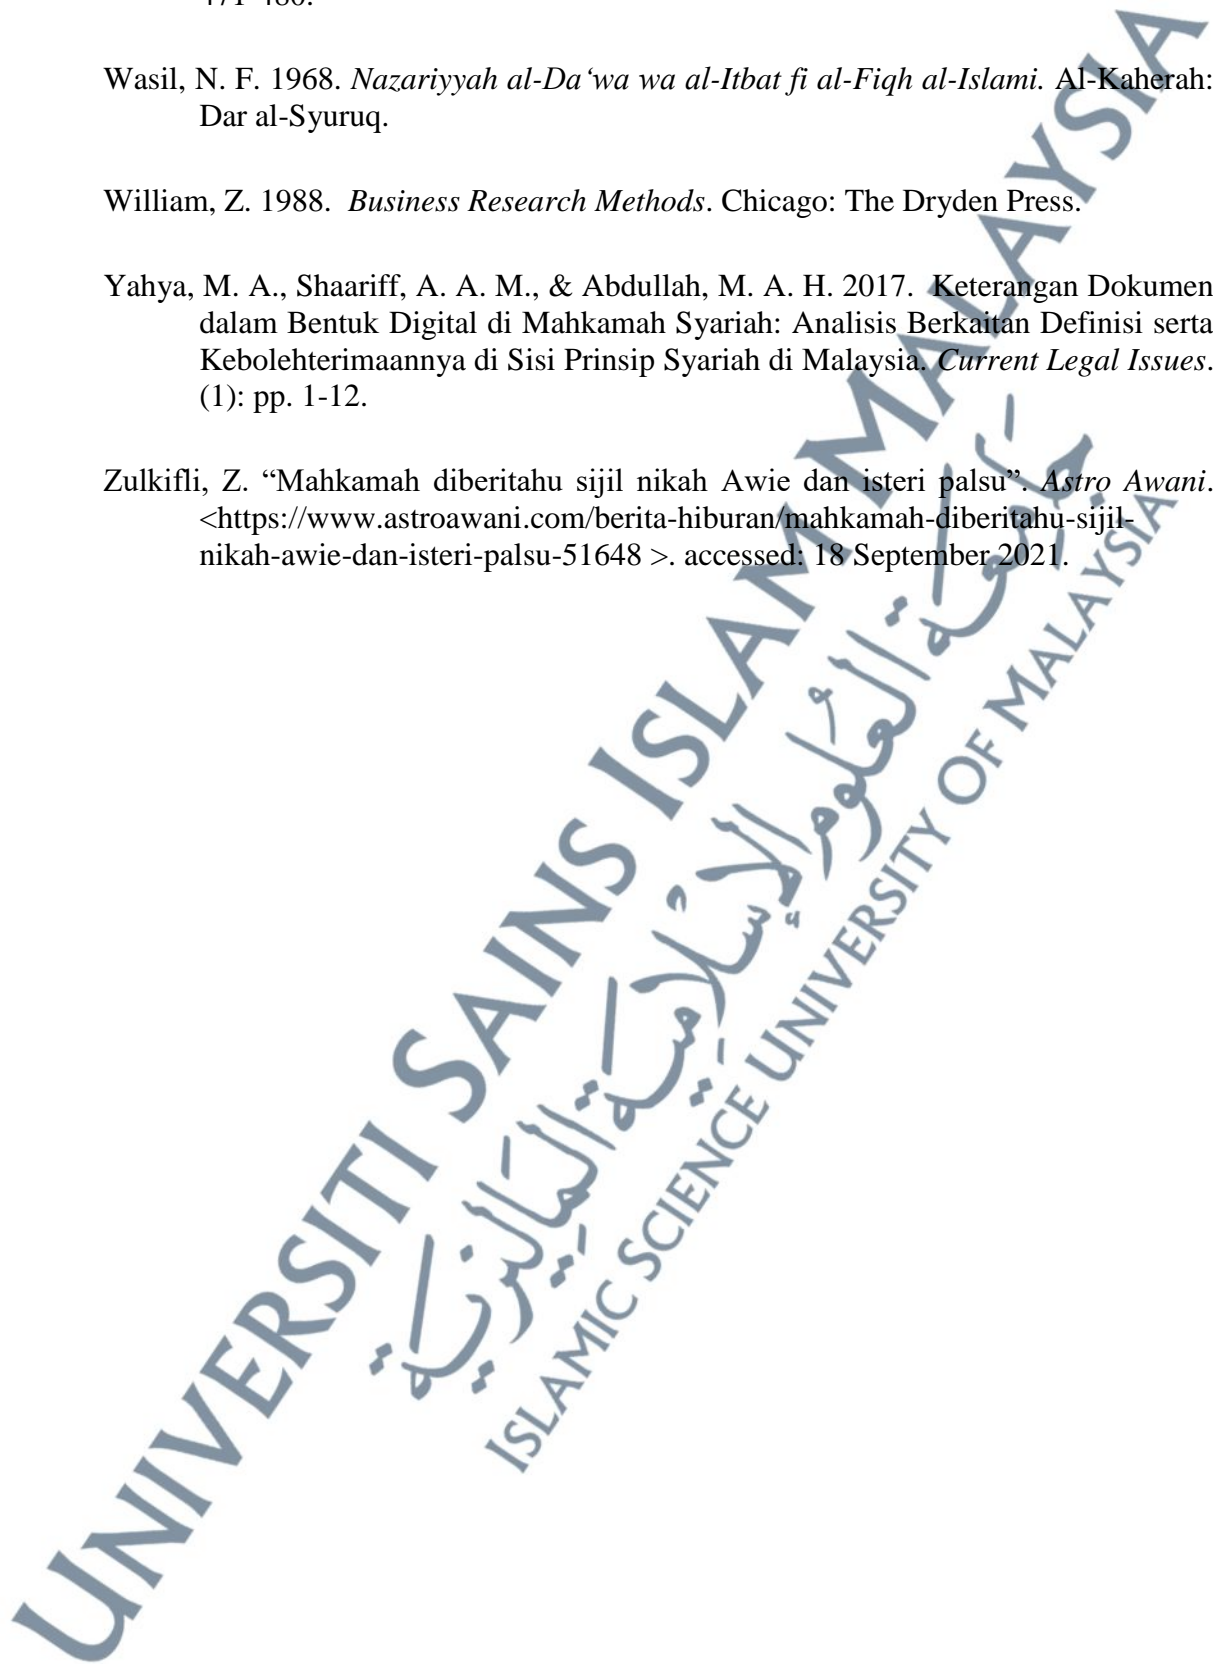 471-480.
Wasil, N. F. 1968. Nazariyyah al-Da‘wa wa al-Itbat fi al-Fiqh al-Islami. Al-Kaherah:
Dar al-Syuruq.
William, Z. 1988. Business Research Methods. Chicago: The Dryden Press.
Yahya, M. A., Shaariff, A. A. M., & Abdullah, M. A. H. 2017. Keterangan Dokumen
dalam Bentuk Digital di Mahkamah Syariah: Analisis Berkaitan Definisi serta
Kebolehterimaannya di Sisi Prinsip Syariah di Malaysia. Current Legal Issues.
(1): pp. 1-12.
Zulkifli, Z. “Mahkamah diberitahu sijil nikah Awie dan isteri palsu”. Astro Awani.
<https://www.astroawani.com/berita-hiburan/mahkamah-diberitahu-sijil-
nikah-awie-dan-isteri-palsu-51648 >. accessed: 18 September 2021.
UNIVERSITI SAINS ISLAM MALAYSIA
جامعة العلوم الإسلامية الماليزية
ISLAMIC SCIENCE UNIVERSITY OF MALAYSIA